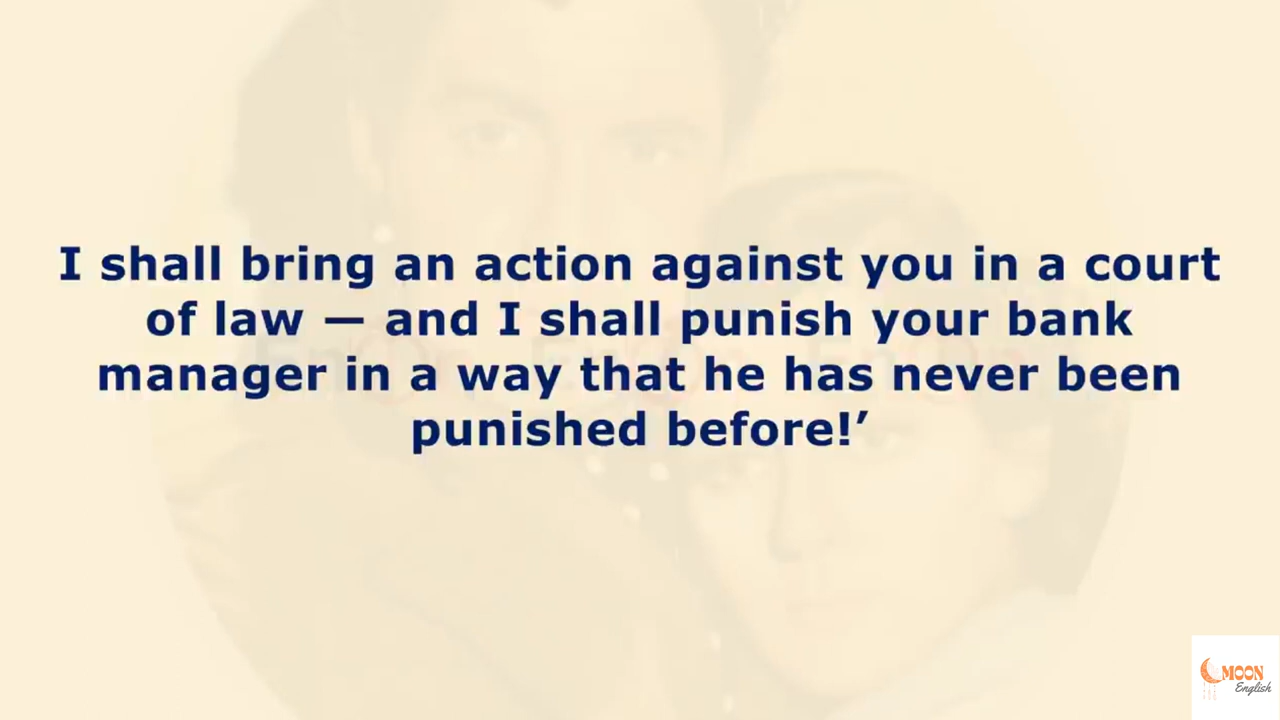 I shall bring an action against you in a court
of law — and I shall punish your bank
manager in a way that he has never been
punished before!’
MOON
English